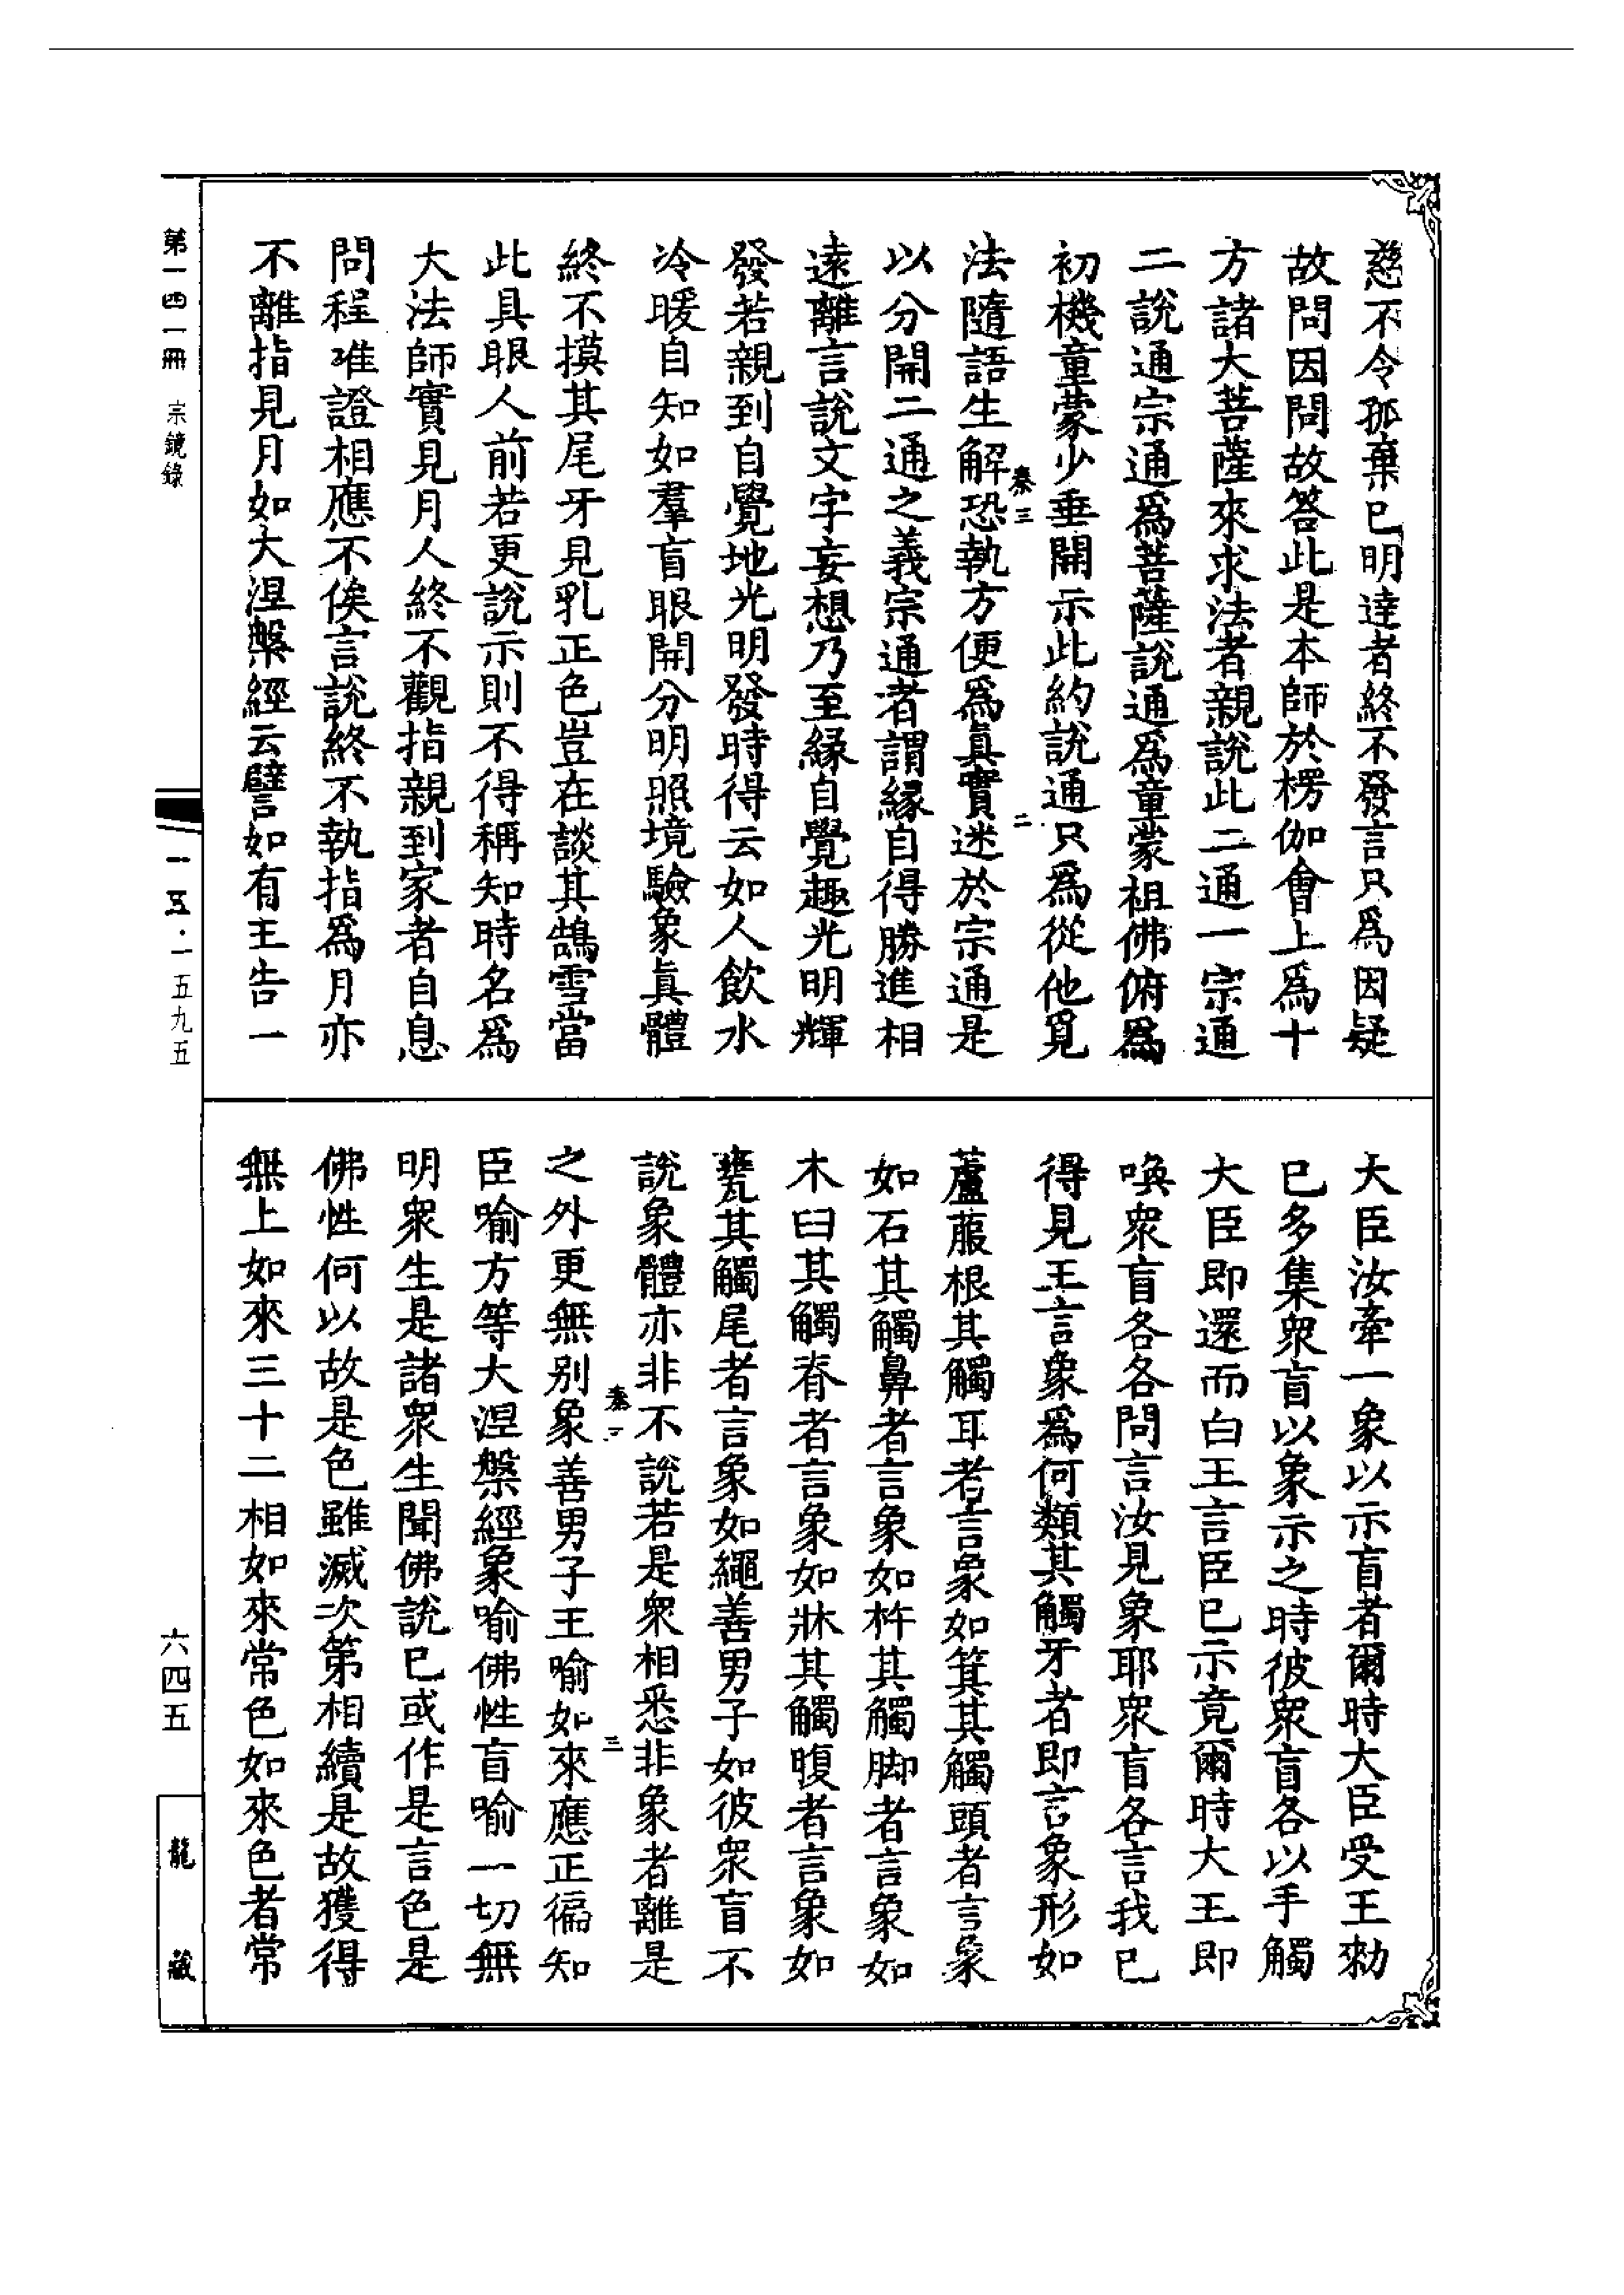 慈不令孤棄已明達者終不發言只爲因疑
故問因問故答此是本師於楞伽會上爲十
方諸大菩薩來求法者親說此二通一宗通
二說通宗通爲菩薩說通爲童蒙祖佛俯爲
初機童蒙少垂開示此約說通只爲從他覓
法隨語生解恐執方便爲眞實迷於宗通是
秦三
二
以分開二通之義宗通者謂緣自得勝進相
遠離言說文字妄想乃至緣自覺趣光明輝
發若親到自覺地光明發時得云如人飲水
冷暖自知如羣盲眼開分明照境驗象眞體
終不摸其尾牙見乳正色豈在談其鵠雪當
此具眼人前若更說示則不得稱知時名爲
大法師實見月人終不觀指親到家者自息
問程唯證相應不俟言說終不執指爲月亦
不離指見月如大涅槃經云譬如有王告一
大臣汝牽一象以示盲者爾時大臣受王勑
已多集衆盲以象示之時彼衆盲各以手觸
大臣即還而白王言臣已示竟爾時大王即
喚衆盲各各問言汝見象耶衆盲各言我已
得見王言象爲何類其觸牙者即言象形如
蘆菔根其觸耳者言象如箕其觸頭者言象
如石其觸鼻者言象如杵其觸脚者言象如
木臼其觸脊者言象如牀其觸腹者言象如
甕其觸尾者言象如繩善男子如彼衆盲不
說象體亦非不說若是衆相悉非象者離是
秦三
三
之外更無别象善男子王喻如來應正徧知
臣喻方等大涅槃經象喻佛性盲喻一切無
明衆生是諸衆生聞佛說已或作是言色是
佛性何以故是色雖滅次第相續是故獲得
無上如來三十二相如來常色如來色者常
第一四一冊 宗鏡錄
一五·一五九五
六四五
龍藏